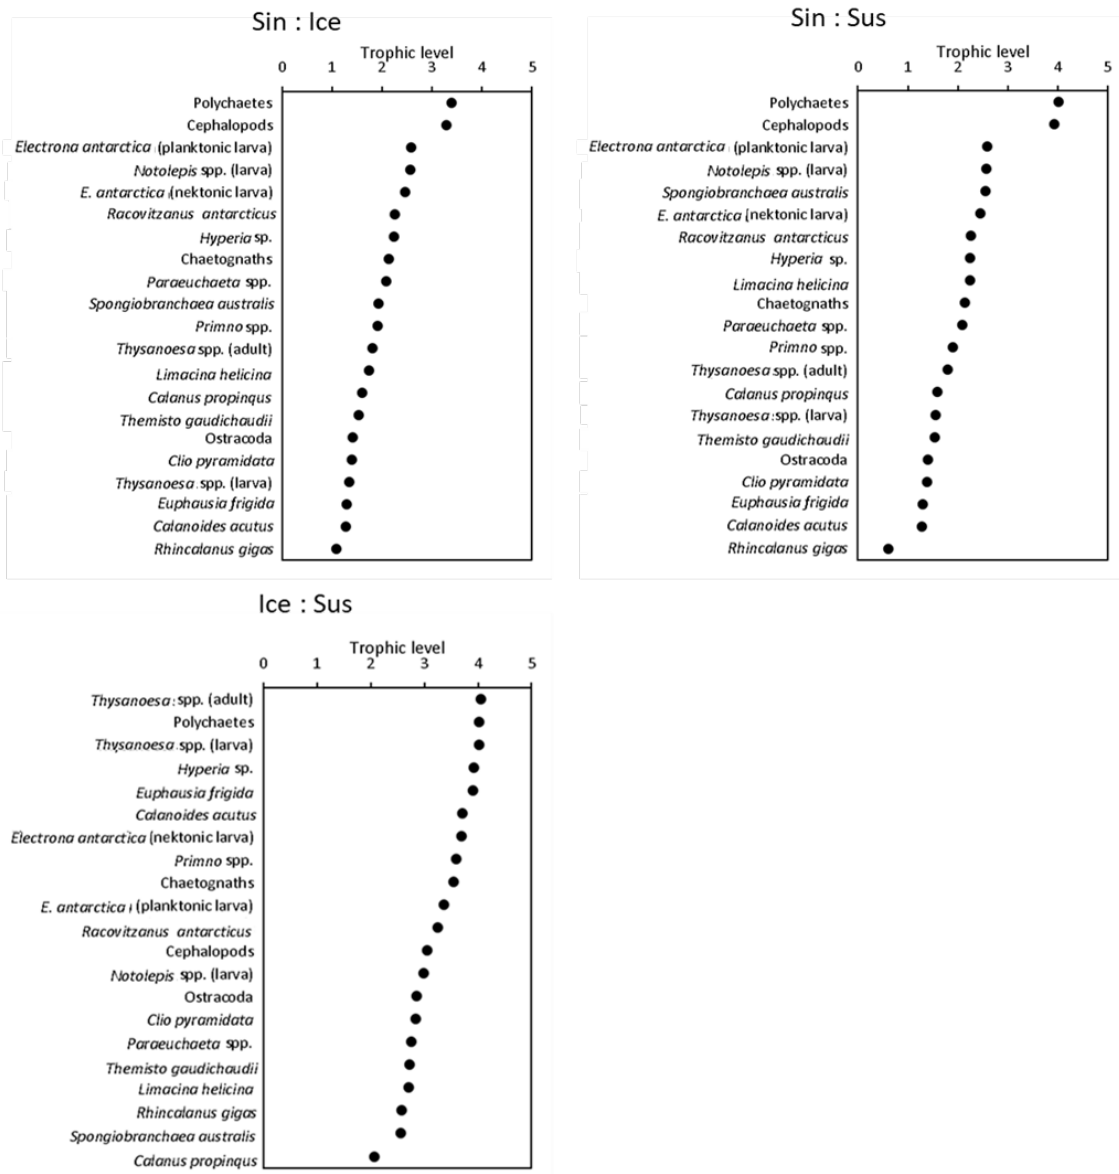 Sin : Ice
Trophic level
0 1 2 3 4 5
Polychaetes
Cephalopods
Electrona antarctica (planktonic larva)
Notolepis spp. (larva)
E. antarctica (nektonic larva)
Racovitzanus antarcticus
Hyperia sp.
Chaetognaths
Paraeuchaeta spp.
Spongiobranchaea australis
Primno spp.
Thysanoesa spp. (adult)
Limacina helicina
Calanus propinqus
Themisto gaudichaudii
Ostracoda
Clio pyramidata
Thysanoesa spp. (larva)
Euphausia frigida
Calanoides acutus
Rhincalanus gigas
Sin : Sus
Trophic level
0 1 2 3 4 5
Polychaetes
Cephalopods
Electrona antarctica (planktonic larva)
Notolepis spp. (larva)
Spongiobranchaea australis
E. antarctica (nektonic larva)
Racovitzanus antarcticus
Hyperia sp.
Limacina helicina
Chaetognaths
Paraeuchaeta spp.
Primno spp.
Thysanoesa spp. (adult)
Calanus propinqus
Thysanoesa spp. (larva)
Themisto gaudichaudii
Ostracoda
Clio pyramidata
Euphausia frigida
Calanoides acutus
Rhincalanus gigas
Ice : Sus
Trophic level
0 1 2 3 4 5
Thysanoesa spp. (adult)
Polychaetes
Thysanoesa spp. (larva)
Hyperia sp.
Euphausia frigida
Calanoides acutus
Electrona antarctica (nektonic larva)
Primno spp.
Chaetognaths
E. antarctica (planktonic larva)
Racovitzanus antarcticus
Cephalopods
Notolepis spp. (larva)
Ostracoda
Clio pyramidata
Paraeuchaeta spp.
Themisto gaudichaudii
Limacina helicina
Rhincalanus gigas
Spongiobranchaea australis
Calanus propinqus